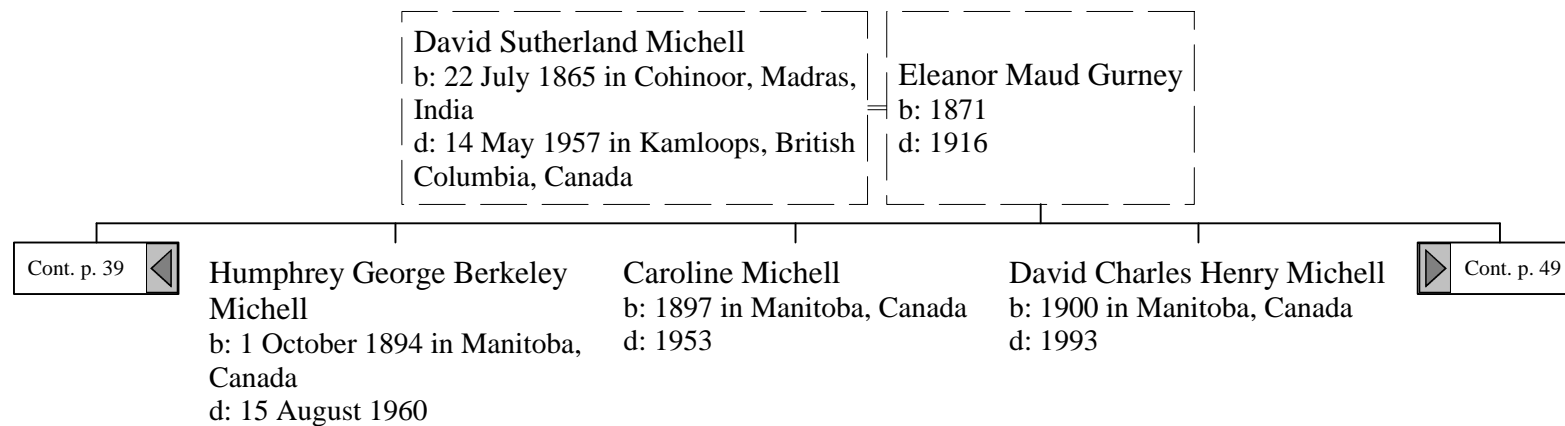 David Sutherland Michell
b: 22 July 1865 in Cohinoor, Madras,
India
d: 14 May 1957 in Kamloops, British
Columbia, Canada
Eleanor Maud Gurney
b: 1871
d: 1916
Cont. p. 39
Humphrey George Berkeley
Michell
b: 1 October 1894 in Manitoba,
Canada
d: 15 August 1960
Caroline Michell
b: 1897 in Manitoba, Canada
d: 1953
David Charles Henry Michell
b: 1900 in Manitoba, Canada
d: 1993
Cont. p. 49